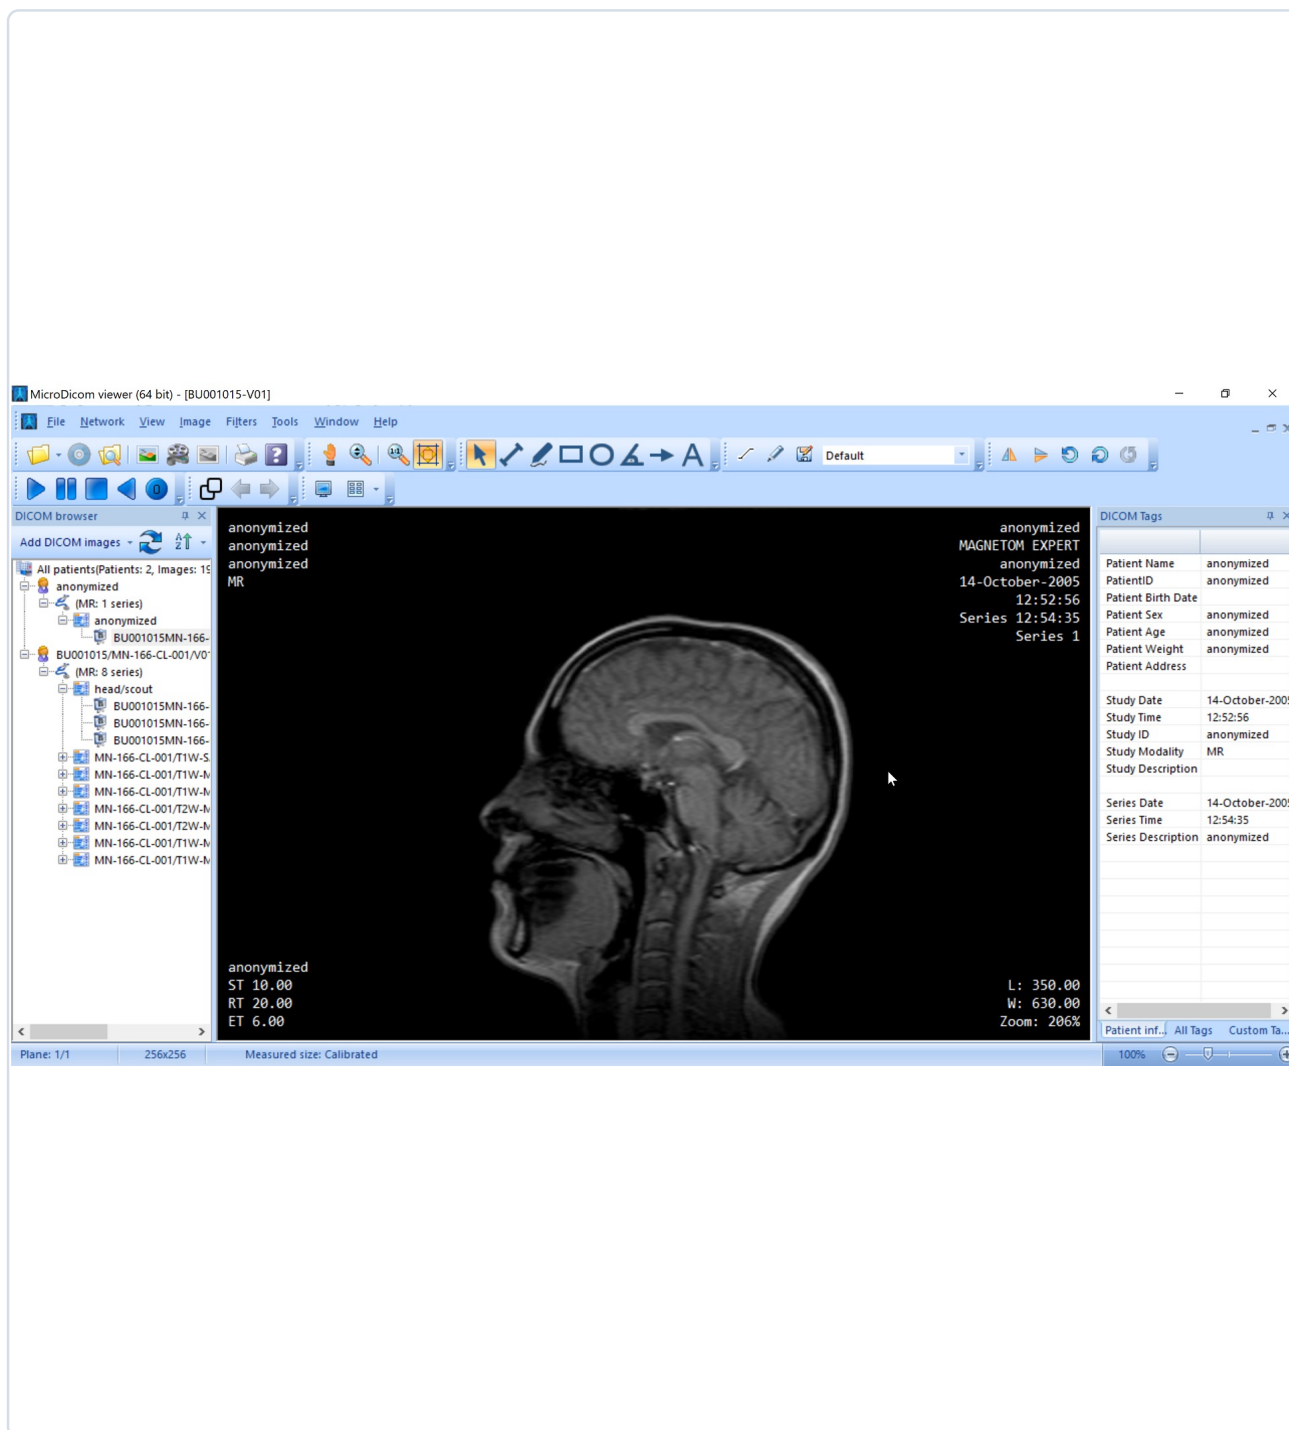 MicroDicom viewer (64 bit) - [BU001015-V01]
File Network View Image Filters Tools Window Help
Default
DICOM browser
Add DICOM images
All patients(Patients: 2, Images: 19
anonymized
(MR: 1 series)
anonymized
BU001015MN-166-
BU001015/MN-166-CL-001/V0
(MR: 8 series)
head/scout
BU001015MN-166-
BU001015MN-166-
BU001015MN-166-
MN-166-CL-001/T1W-S
MN-166-CL-001/T1W-M
MN-166-CL-001/T1W-M
MN-166-CL-001/T2W-M
MN-166-CL-001/T2W-M
MN-166-CL-001/T1W-M
MN-166-CL-001/T1W-M
anonymized
anonymized
anonymized
MR
anonymized
MAGNETOM EXPERT
anonymized
14-October-2005
12:52:56
Series 12:54:35
Series 1
anonymized
ST 10.00
RT 20.00
ET 6.00
L: 350.00
W: 630.00
Zoom: 206%
DICOM Tags
Patient Name anonymized
PatientID anonymized
Patient Birth Date
Patient Sex anonymized
Patient Age anonymized
Patient Weight anonymized
Patient Address
Study Date 14-October-2005
Study Time 12:52:56
Study ID anonymized
Study Modality MR
Study Description
Series Date 14-October-2005
Series Time 12:54:35
Series Description anonymized
Patient inf... All Tags Custom Ta...
Plane: 1/1 256x256 Measured size: Calibrated 100%